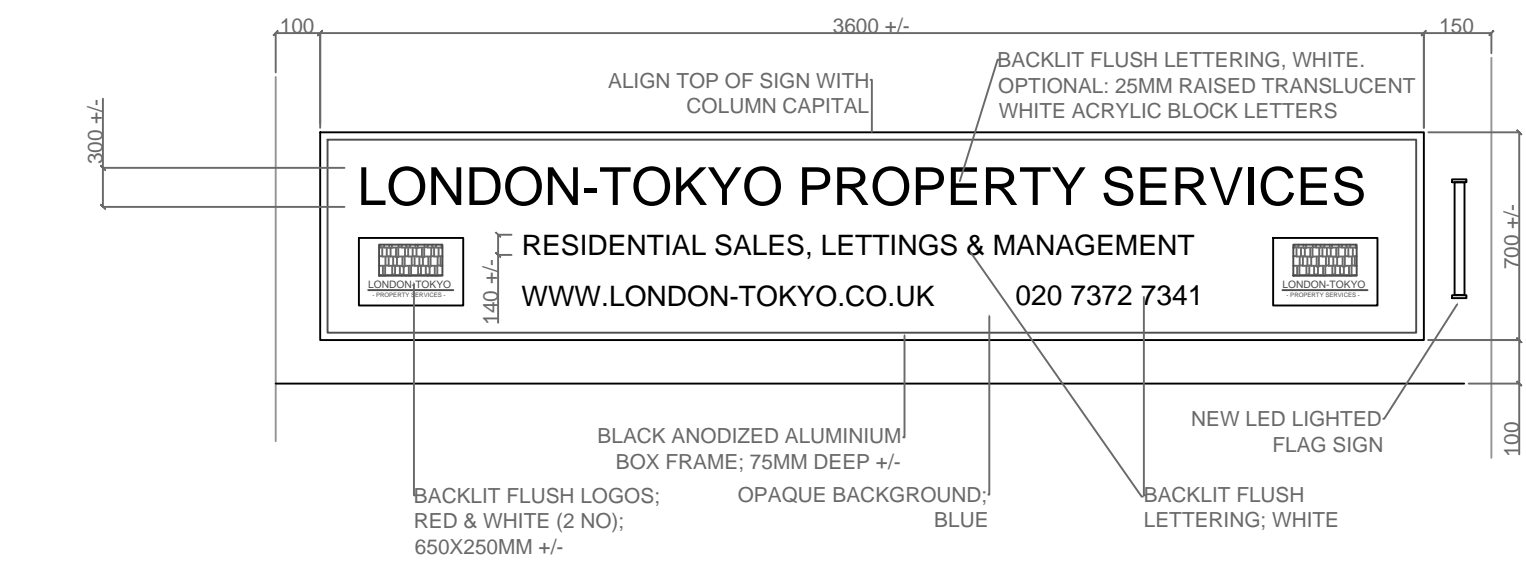 100
3600 +/-
150
BACKLIT FLUSH LETTERING, WHITE.
OPTIONAL: 25MM RAISED TRANSLUCENT
WHITE ACRYLIC BLOCK LETTERS
ALIGN TOP OF SIGN WITH
COLUMN CAPITAL
300 +/-
LONDON-TOKYO PROPERTY SERVICES
RESIDENTIAL SALES, LETTINGS & MANAGEMENT
140 +/-
WWW.LONDON-TOKYO.CO.UK 020 7372 7341
LONDON-TOKYO
- PROPERTY SERVICES -
LONDON-TOKYO
- PROPERTY SERVICES -
700 +/-
100
NEW LED LIGHTED
FLAG SIGN
BLACK ANODIZED ALUMINIUM
BOX FRAME; 75MM DEEP +/-
BACKLIT FLUSH LOGOS;
RED & WHITE (2 NO);
650X250MM +/-
OPAQUE BACKGROUND;
BLUE
BACKLIT FLUSH
LETTERING; WHITE